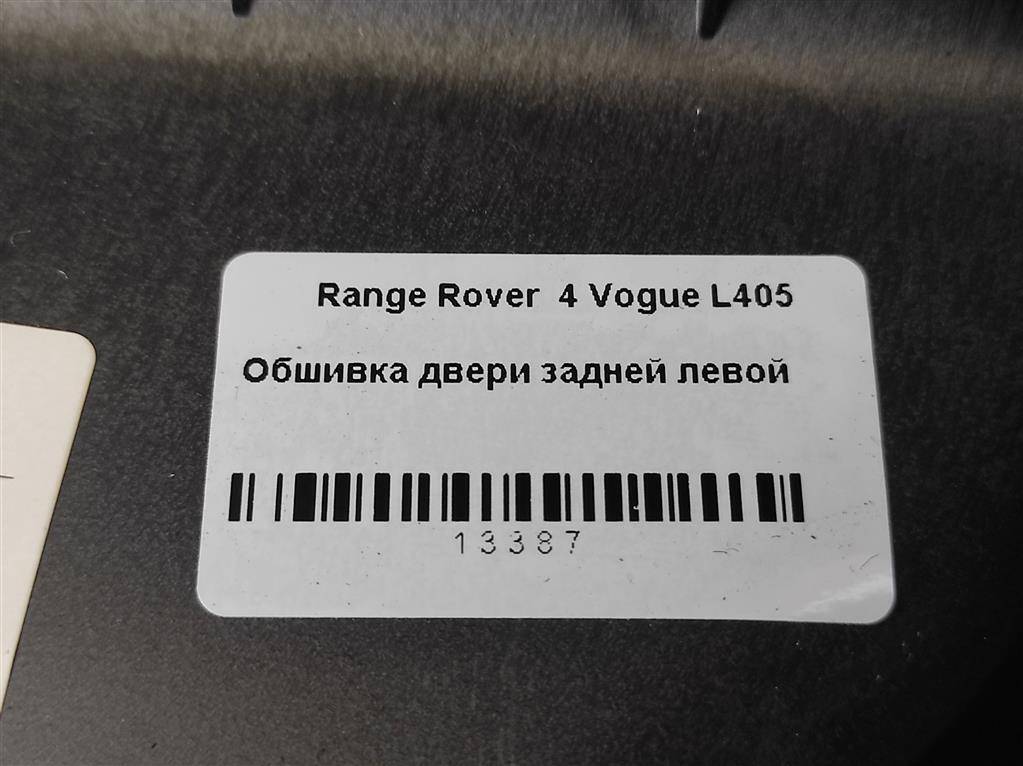 Range Rover 4 Vogue L405
Обшивка двери задней левой
13387